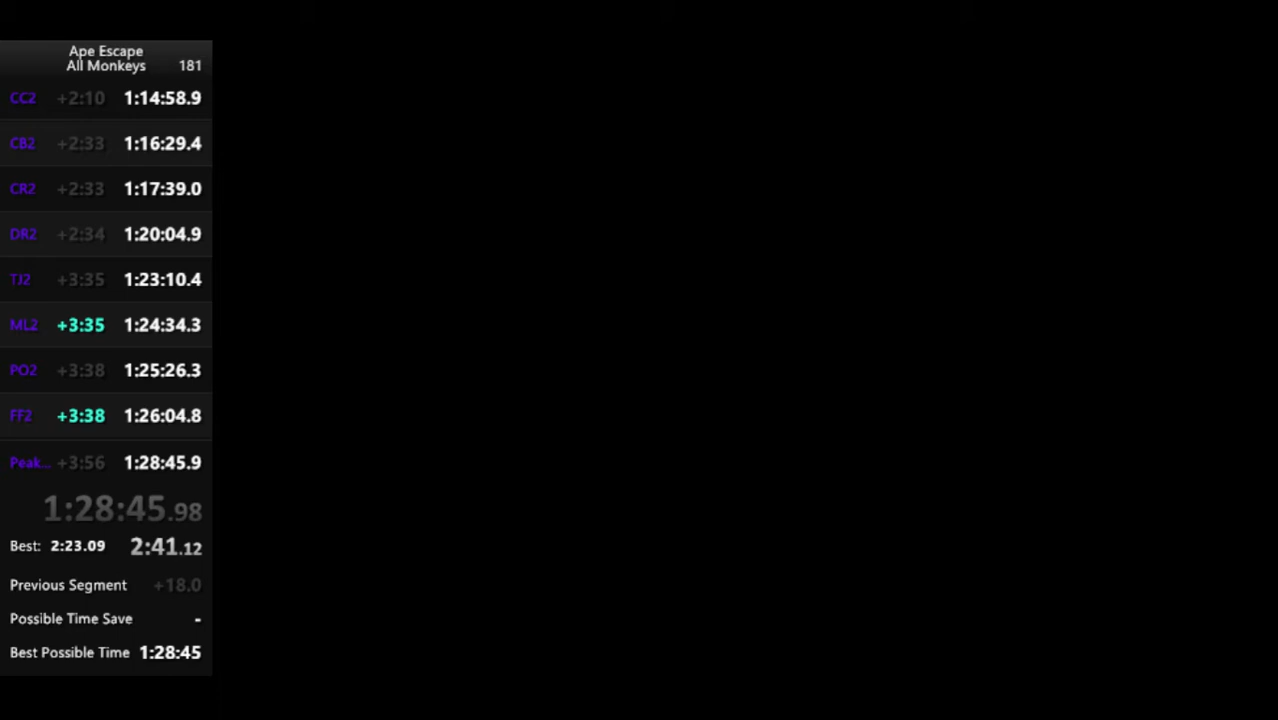 Ape Escape
All Monkeys 181
CC2 +2:10 1:14:58.9
CB2 +2:33 1:16:29.4
CR2 +2:33 1:17:39.0
DR2 +2:34 1:20:04.9
TJ2 +3:35 1:23:10.4
ML2 +3:35 1:24:34.3
PO2 +3:38 1:25:26.3
FF2 +3:38 1:26:04.8
Peak... +3:56 1:28:45.9
1:28:45.98
Best: 2:23.09 2:41.12
Previous Segment +18.0
Possible Time Save -
Best Possible Time 1:28:45